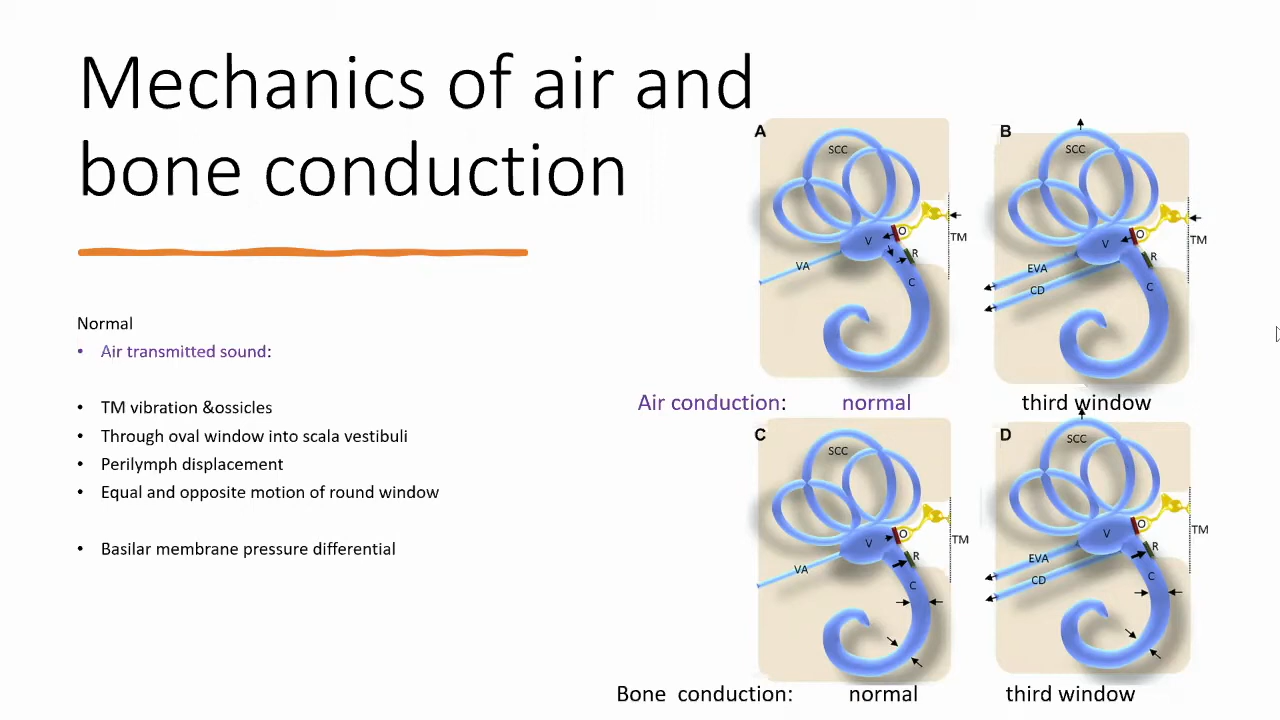 Mechanics of air and
bone conduction
Normal
• Air transmitted sound:
• TM vibration &ossicles
• Through oval window into scala vestibuli
• Perilymph displacement
• Equal and opposite motion of round window
• Basilar membrane pressure differential
A
SCC
V
O
TM
R
VA
C
B
SCC
V
O
TM
R
EVA
CD
C
Air conduction: normal third window
C
SCC
V
O
TM
R
VA
C
D
SCC
V
O
TM
R
EVA
CD
C
Bone conduction: normal third window